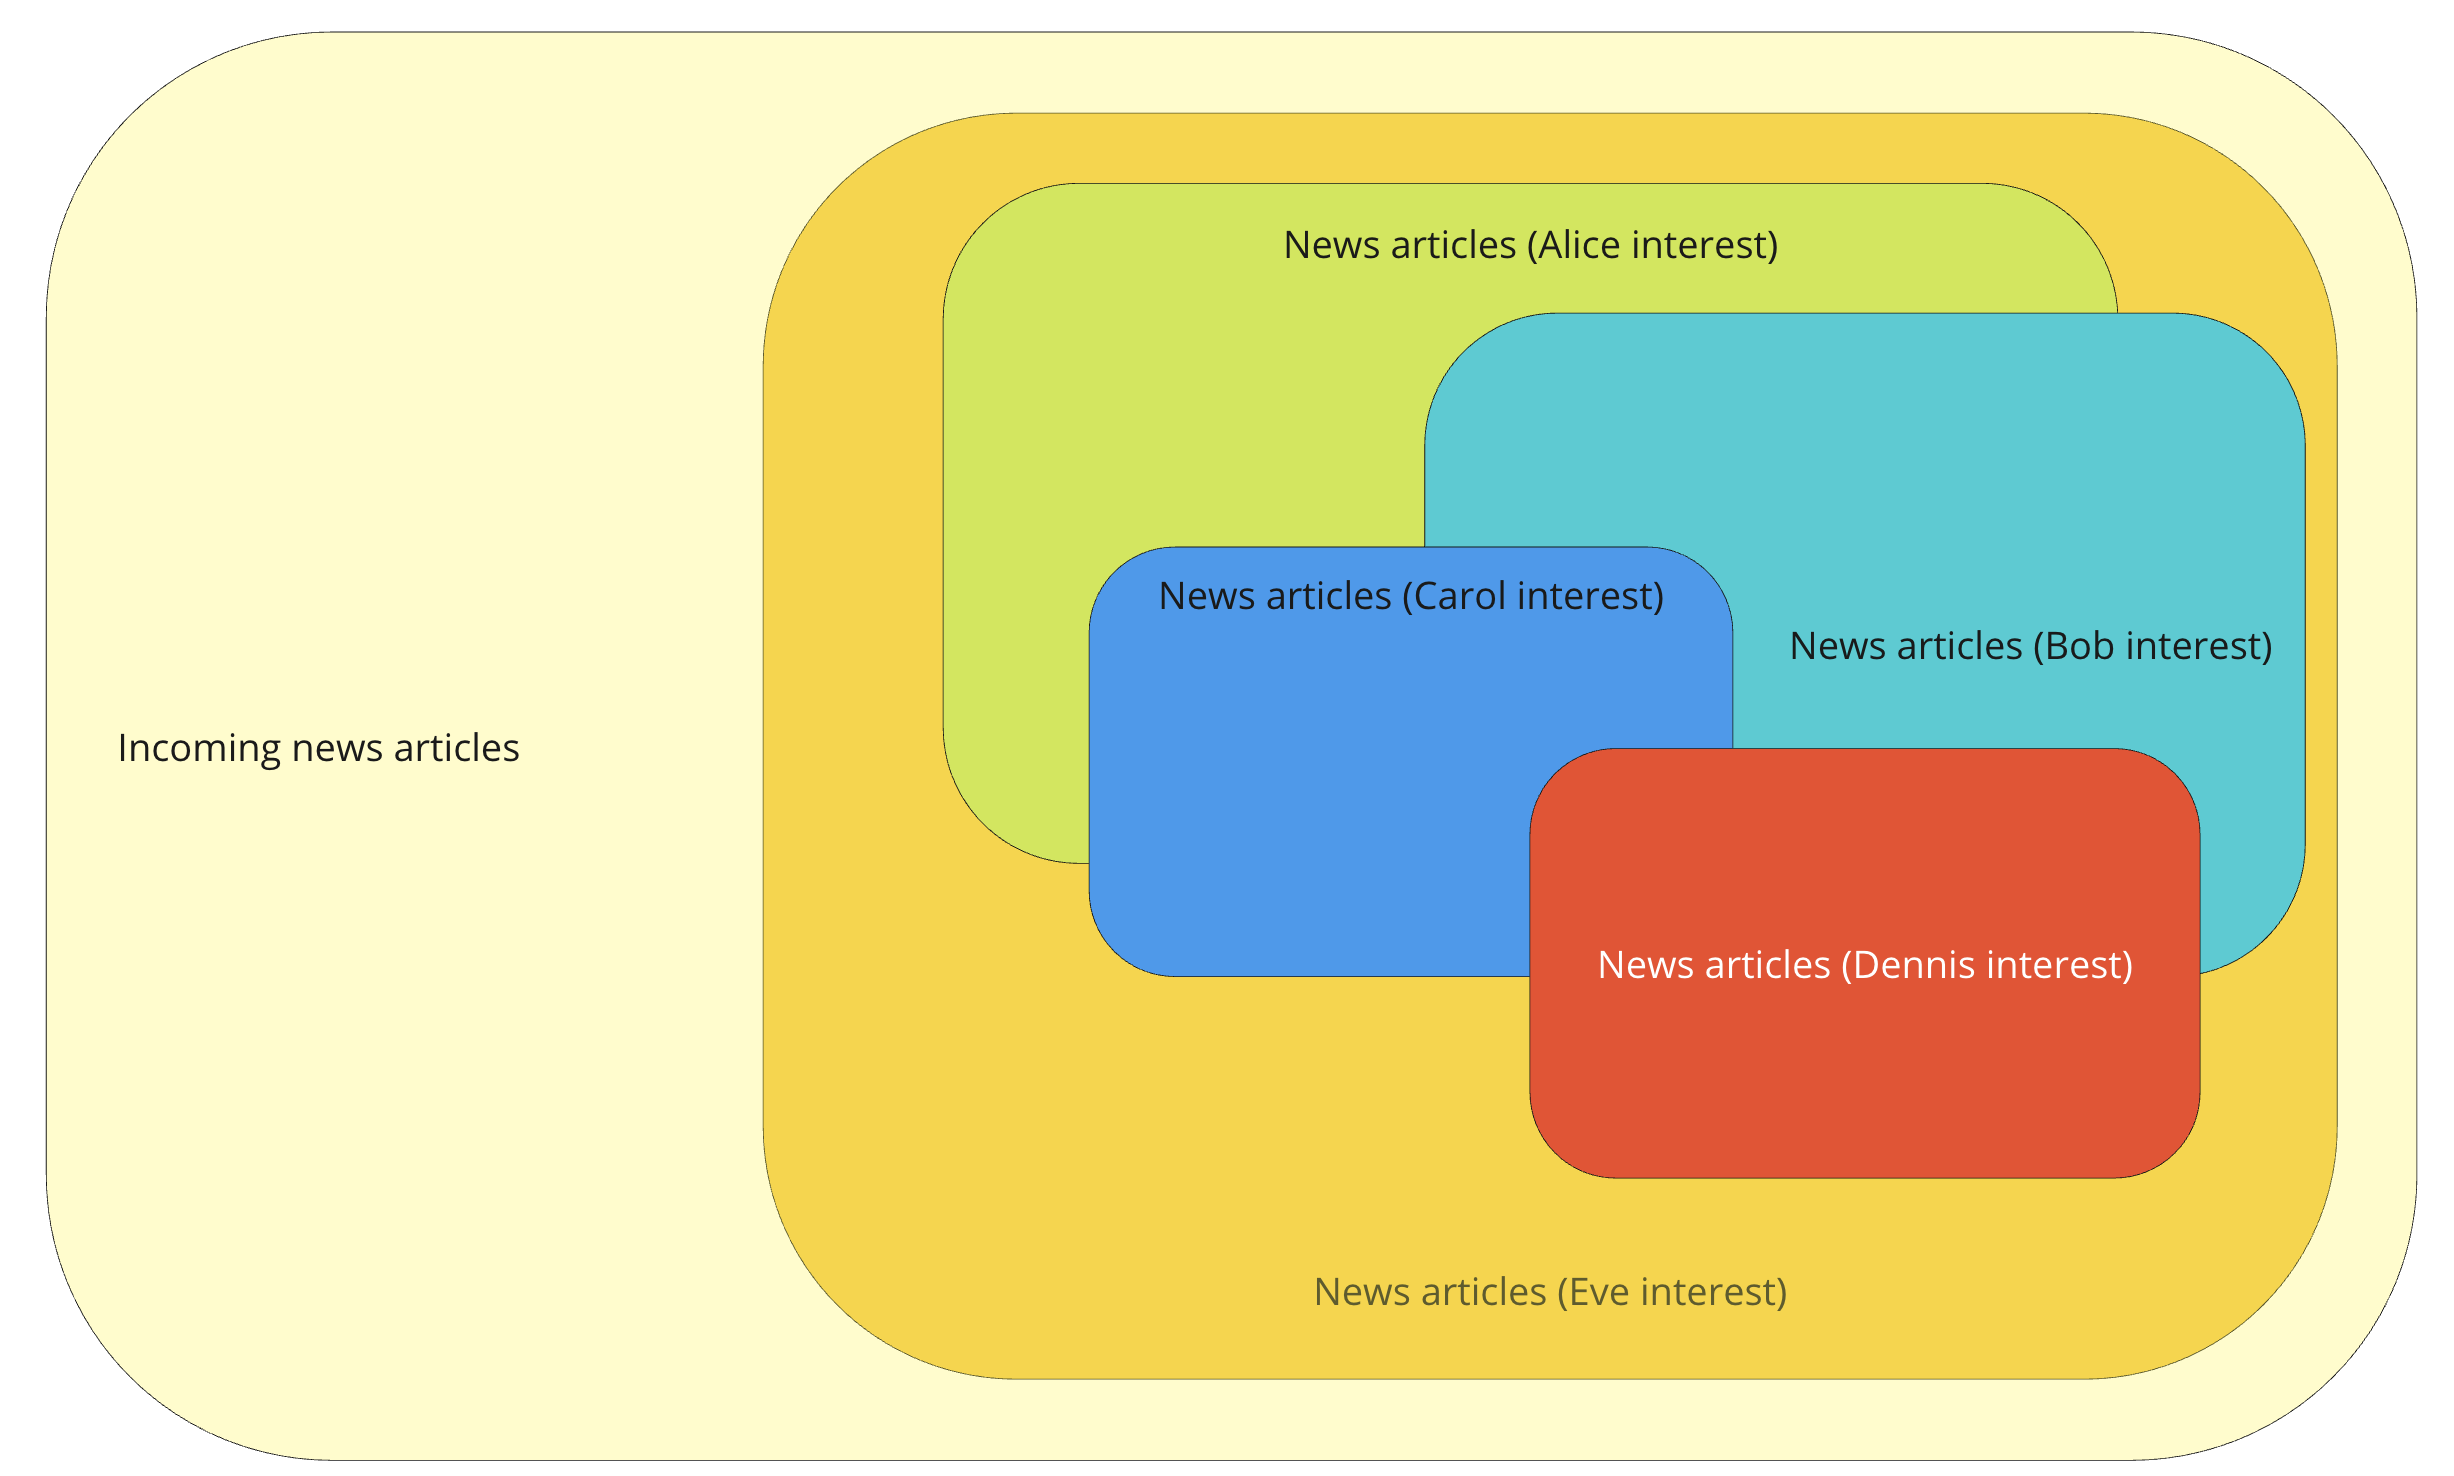 News articles (Alice interest)
News articles (Carol interest)
News articles (Bob interest)
Incoming news articles
News articles (Dennis interest)
News articles (Eve interest)